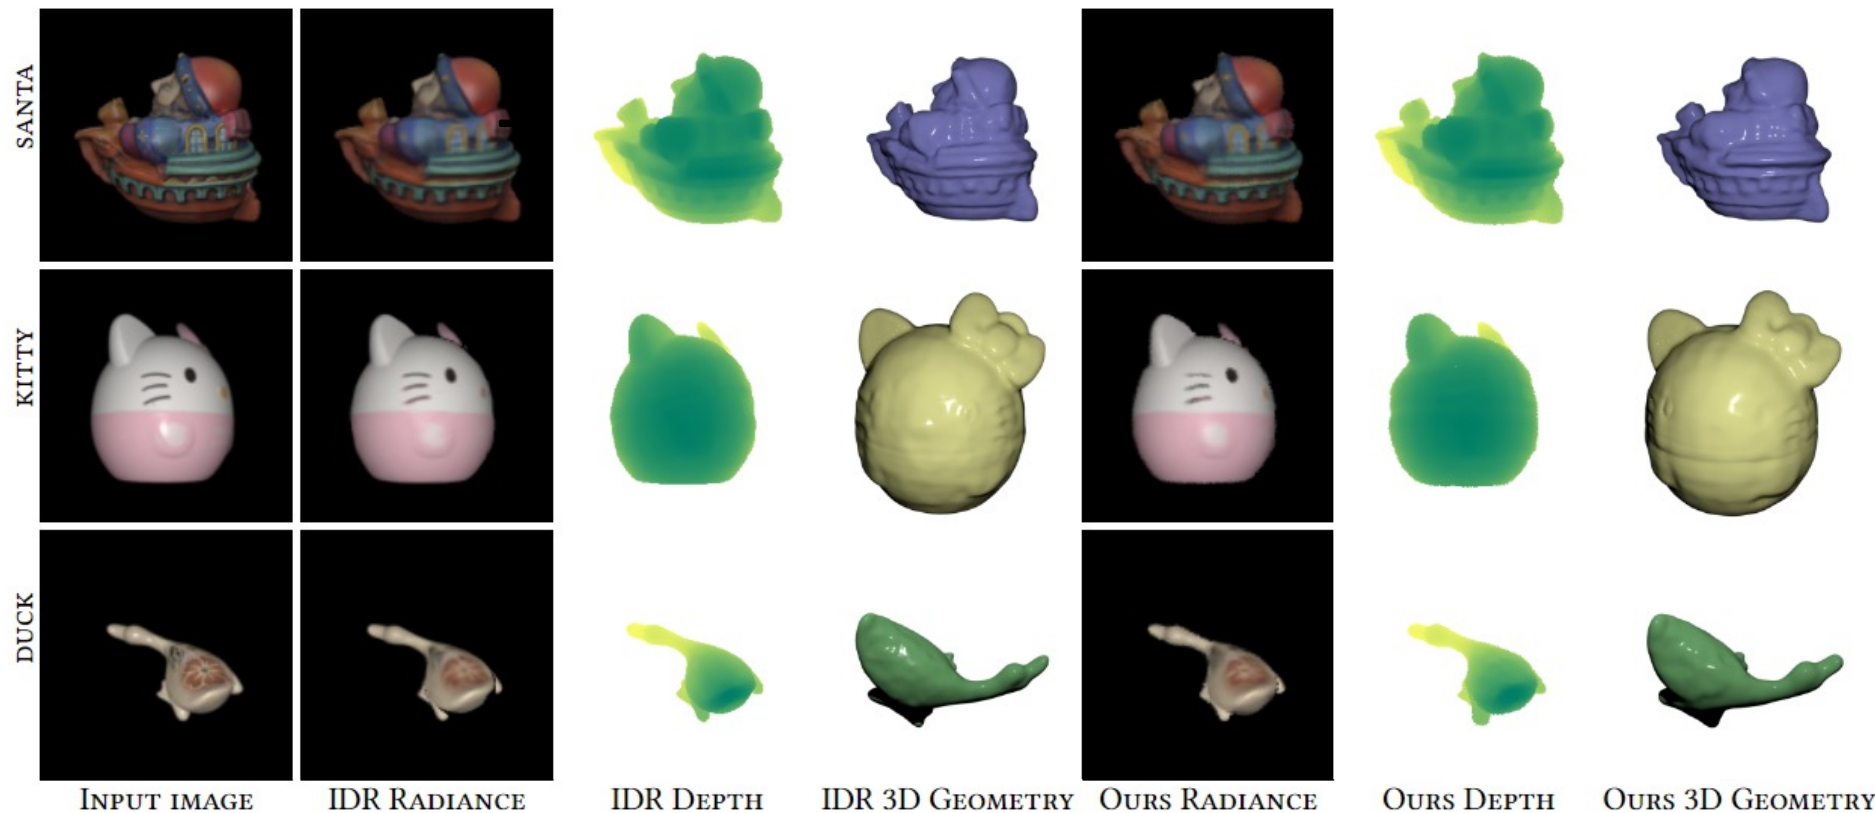 SANTA
KITTY
DUCK
INPUT IMAGE IDR RADIANCE IDR DEPTH IDR 3D GEOMETRY OURS RADIANCE OURS DEPTH OURS 3D GEOMETRY